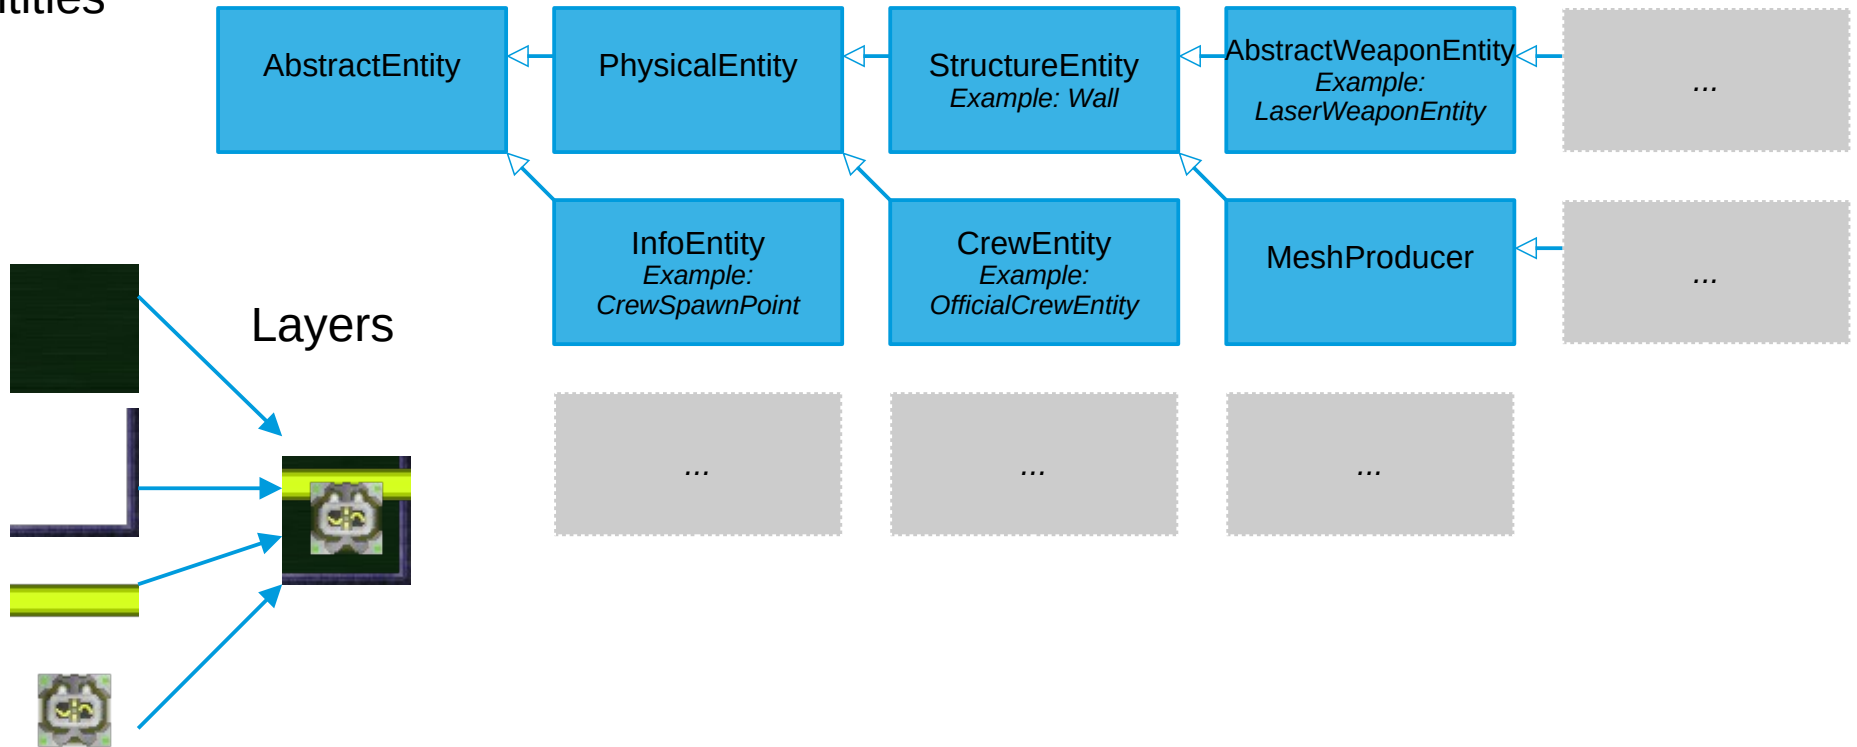 AbstractEntity
PhysicalEntity
StructureEntity
Example: Wall
AbstractWeaponEntity
Example:
LaserWeaponEntity
...
InfoEntity
Example:
CrewSpawnPoint
CrewEntity
Example:
OfficialCrewEntity
MeshProducer
...
Layers
...
...
...